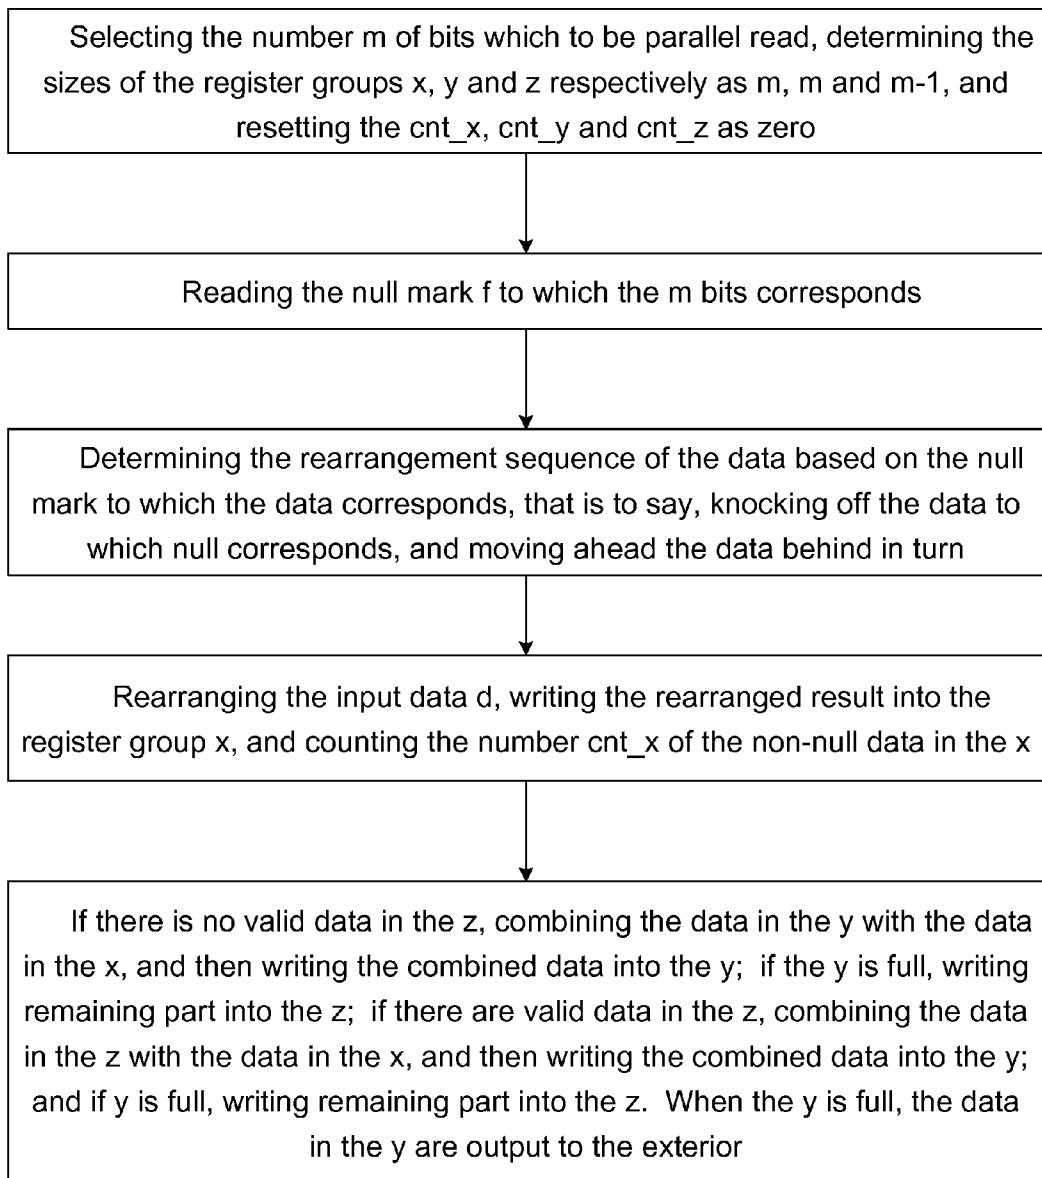 Selecting the number m of bits which to be parallel read, determining the
sizes of the register groups x, y and z respectively as m, m and m-1, and
resetting the cnt_x, cnt_y and cnt_z as zero
Reading the null mark f to which the m bits corresponds
Determining the rearrangement sequence of the data based on the null
mark to which the data corresponds, that is to say, knocking off the data to
which null corresponds, and moving ahead the data behind in turn
Rearranging the input data d, writing the rearranged result into the
register group x, and counting the number cnt_x of the non-null data in the x
If there is no valid data in the z, combining the data in the y with the data
in the x, and then writing the combined data into the y; if the y is full, writing
remaining part into the z; if there are valid data in the z, combining the data
in the z with the data in the x, and then writing the combined data into the y;
and if y is full, writing remaining part into the z. When the y is full, the data
in the y are output to the exterior